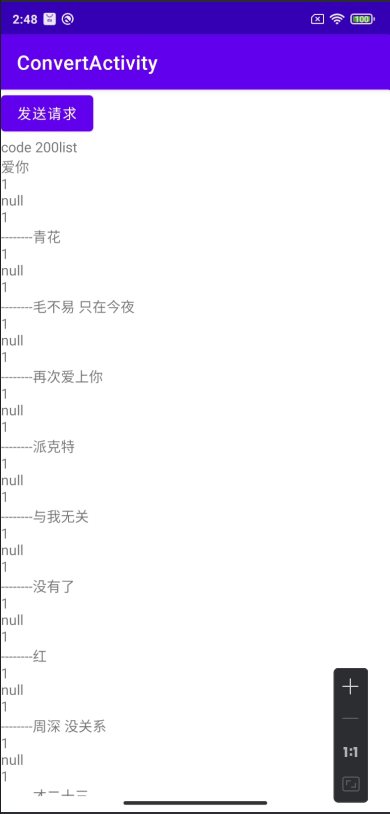 2:48
100
ConvertActivity
发送请求
code 200list
爱你
1
null
1
--------青花
1
null
1
--------毛不易 只在今夜
1
null
1
--------再次爱上你
1
null
1
--------派克特
1
null
1
--------与我无关
1
null
1
--------没有了
1
null
1
--------红
1
null
1
--------周深 没关系
1
null
1
1:1